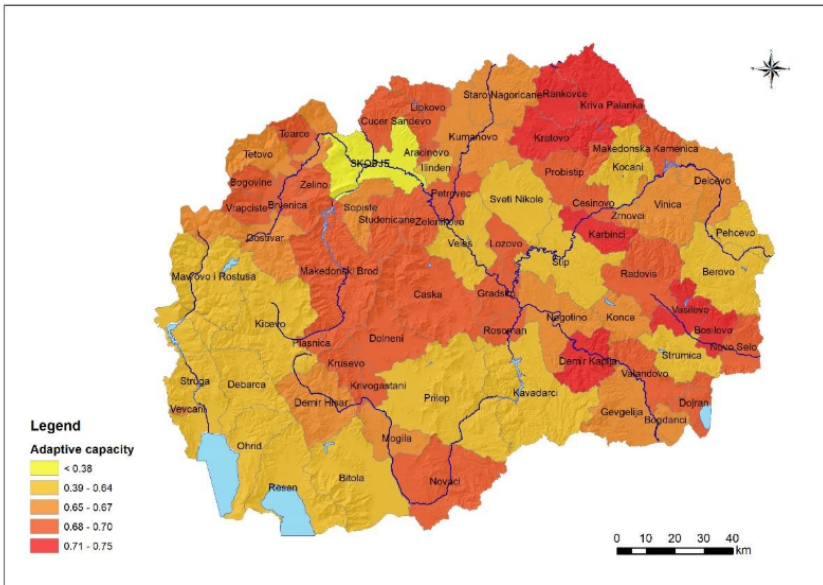 Staro Nagoricane
Rankovce
Kriva Palanka
Lipkovo
Cucer Sandevo
Kumanovo
Kratovo
Tearce
Tetovo
SKOPJE
Aracinovo
Ilinden
Makedonska Kamenica
Kocani
Probistip
Delcevo
Bogovine
Zelino
Vrapciste
Brvenica
Petrovec
Sveti Nikole
Cesinovo
Zrnovci
Vinica
Sopiste
Studenicane
Zelenikovo
Karbinci
Pehcevo
Gostivar
Veles
Lozovo
Stip
Berovo
Mavrovo i Rostusa
Makedonski Brod
Caska
Gradsko
Radovis
Vasilevo
Kicevo
Plasnica
Dolneni
Rosoman
Negotino
Konce
Bosilovo
Novo Selo
Krusevo
Demir Kapija
Strumica
Valandovo
Struga
Debarca
Vevcani
Krivogastani
Demir Hisar
Prilep
Kavadarci
Dojran
Gevgelija
Bogdanci
Ohrid
Mogila
Bitola
Resen
Novaci
Legend
Adaptive capacity
< 0.38
0.39 - 0.64
0.65 - 0.67
0.68 - 0.70
0.71 - 0.75
0 5 10 20 30 40
km